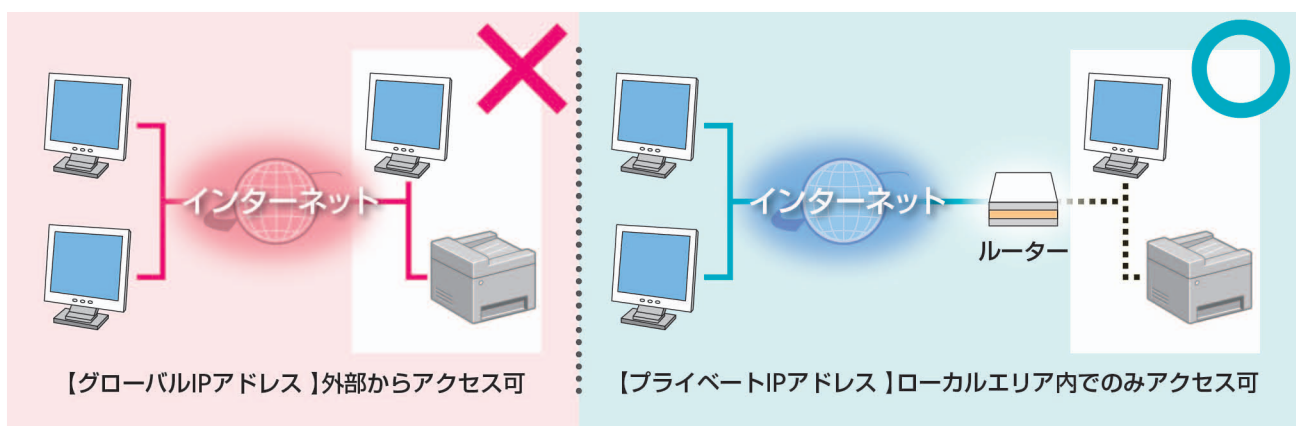 インターネット
【グローバルIPアドレス】外部からアクセス可
インターネット
ルーター
【プライベートIPアドレス】ローカルエリア内でのみアクセス可